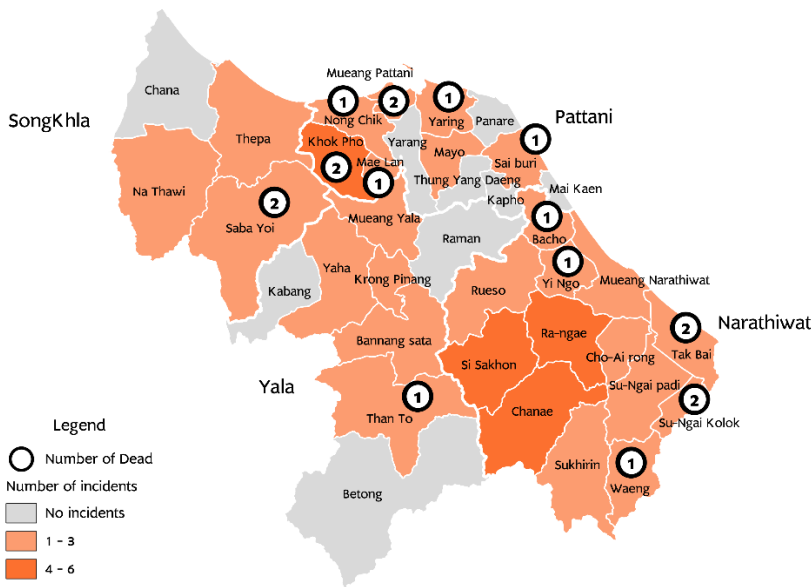 Chana
SongKhla
Mueang Pattani
1
2
1
Nong Chik
Yaring
Panare
Pattani
Thepa
Khok Pho
Yarang
1
Mae Lan
Mayo
Sai buri
2
1
Na Thawi
Thung Yang Daeng
Mai Kaen
2
Kapho
Saba Yoi
Mueang Yala
1
Raman
Bacho
Yaha
1
Krong Pinang
Yi Ngo
Mueang Narathiwat
Kabang
Rueso
Narathiwat
Ra-ngae
2
Bannang sata
Cho-Ai rong
Tak Bai
Si Sakhon
Yala
Su-Ngai padi
1
2
Than To
Chanae
Su-Ngai Kolok
Sukhirin
1
Waeng
Betong
Legend
Number of Dead
Number of incidents
No incidents
1 - 3
4 - 6